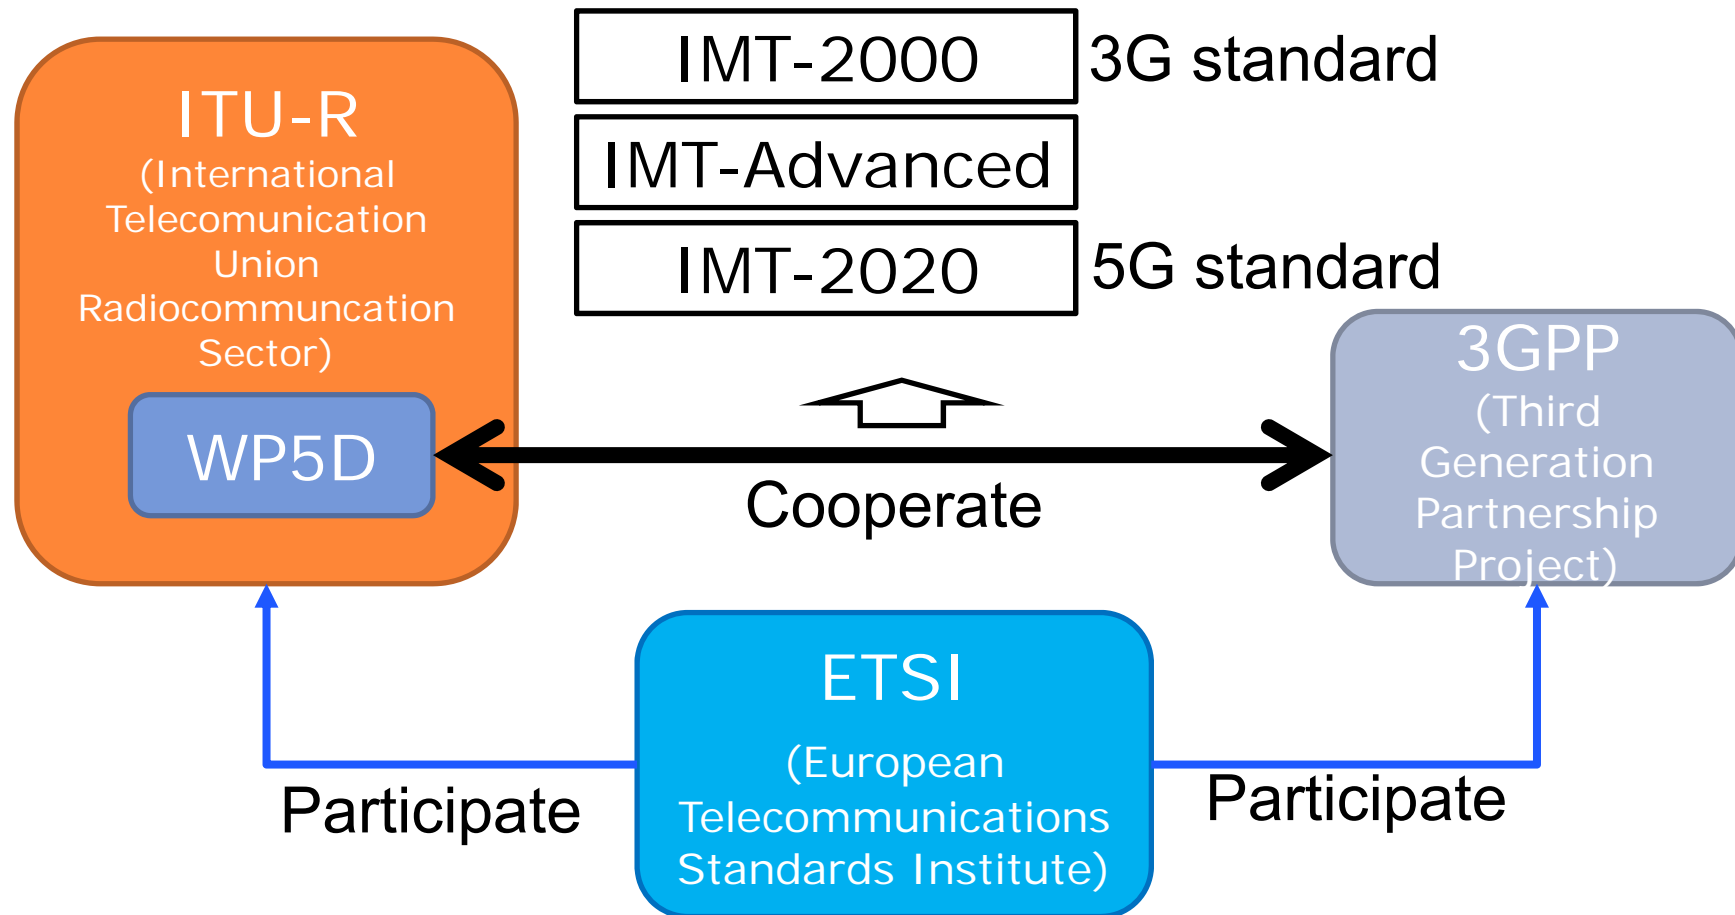 IMT-2000 3G standard
IMT-Advanced
IMT-2020 5G standard
ITU-R
(International
Telecomunication
Union
Radiocommuncation
Sector)
WP5D
Cooperate
3GPP
(Third
Generation
Partnership
Project)
ETSI
(European
Telecommunications
Standards Institute)
Participate
Participate